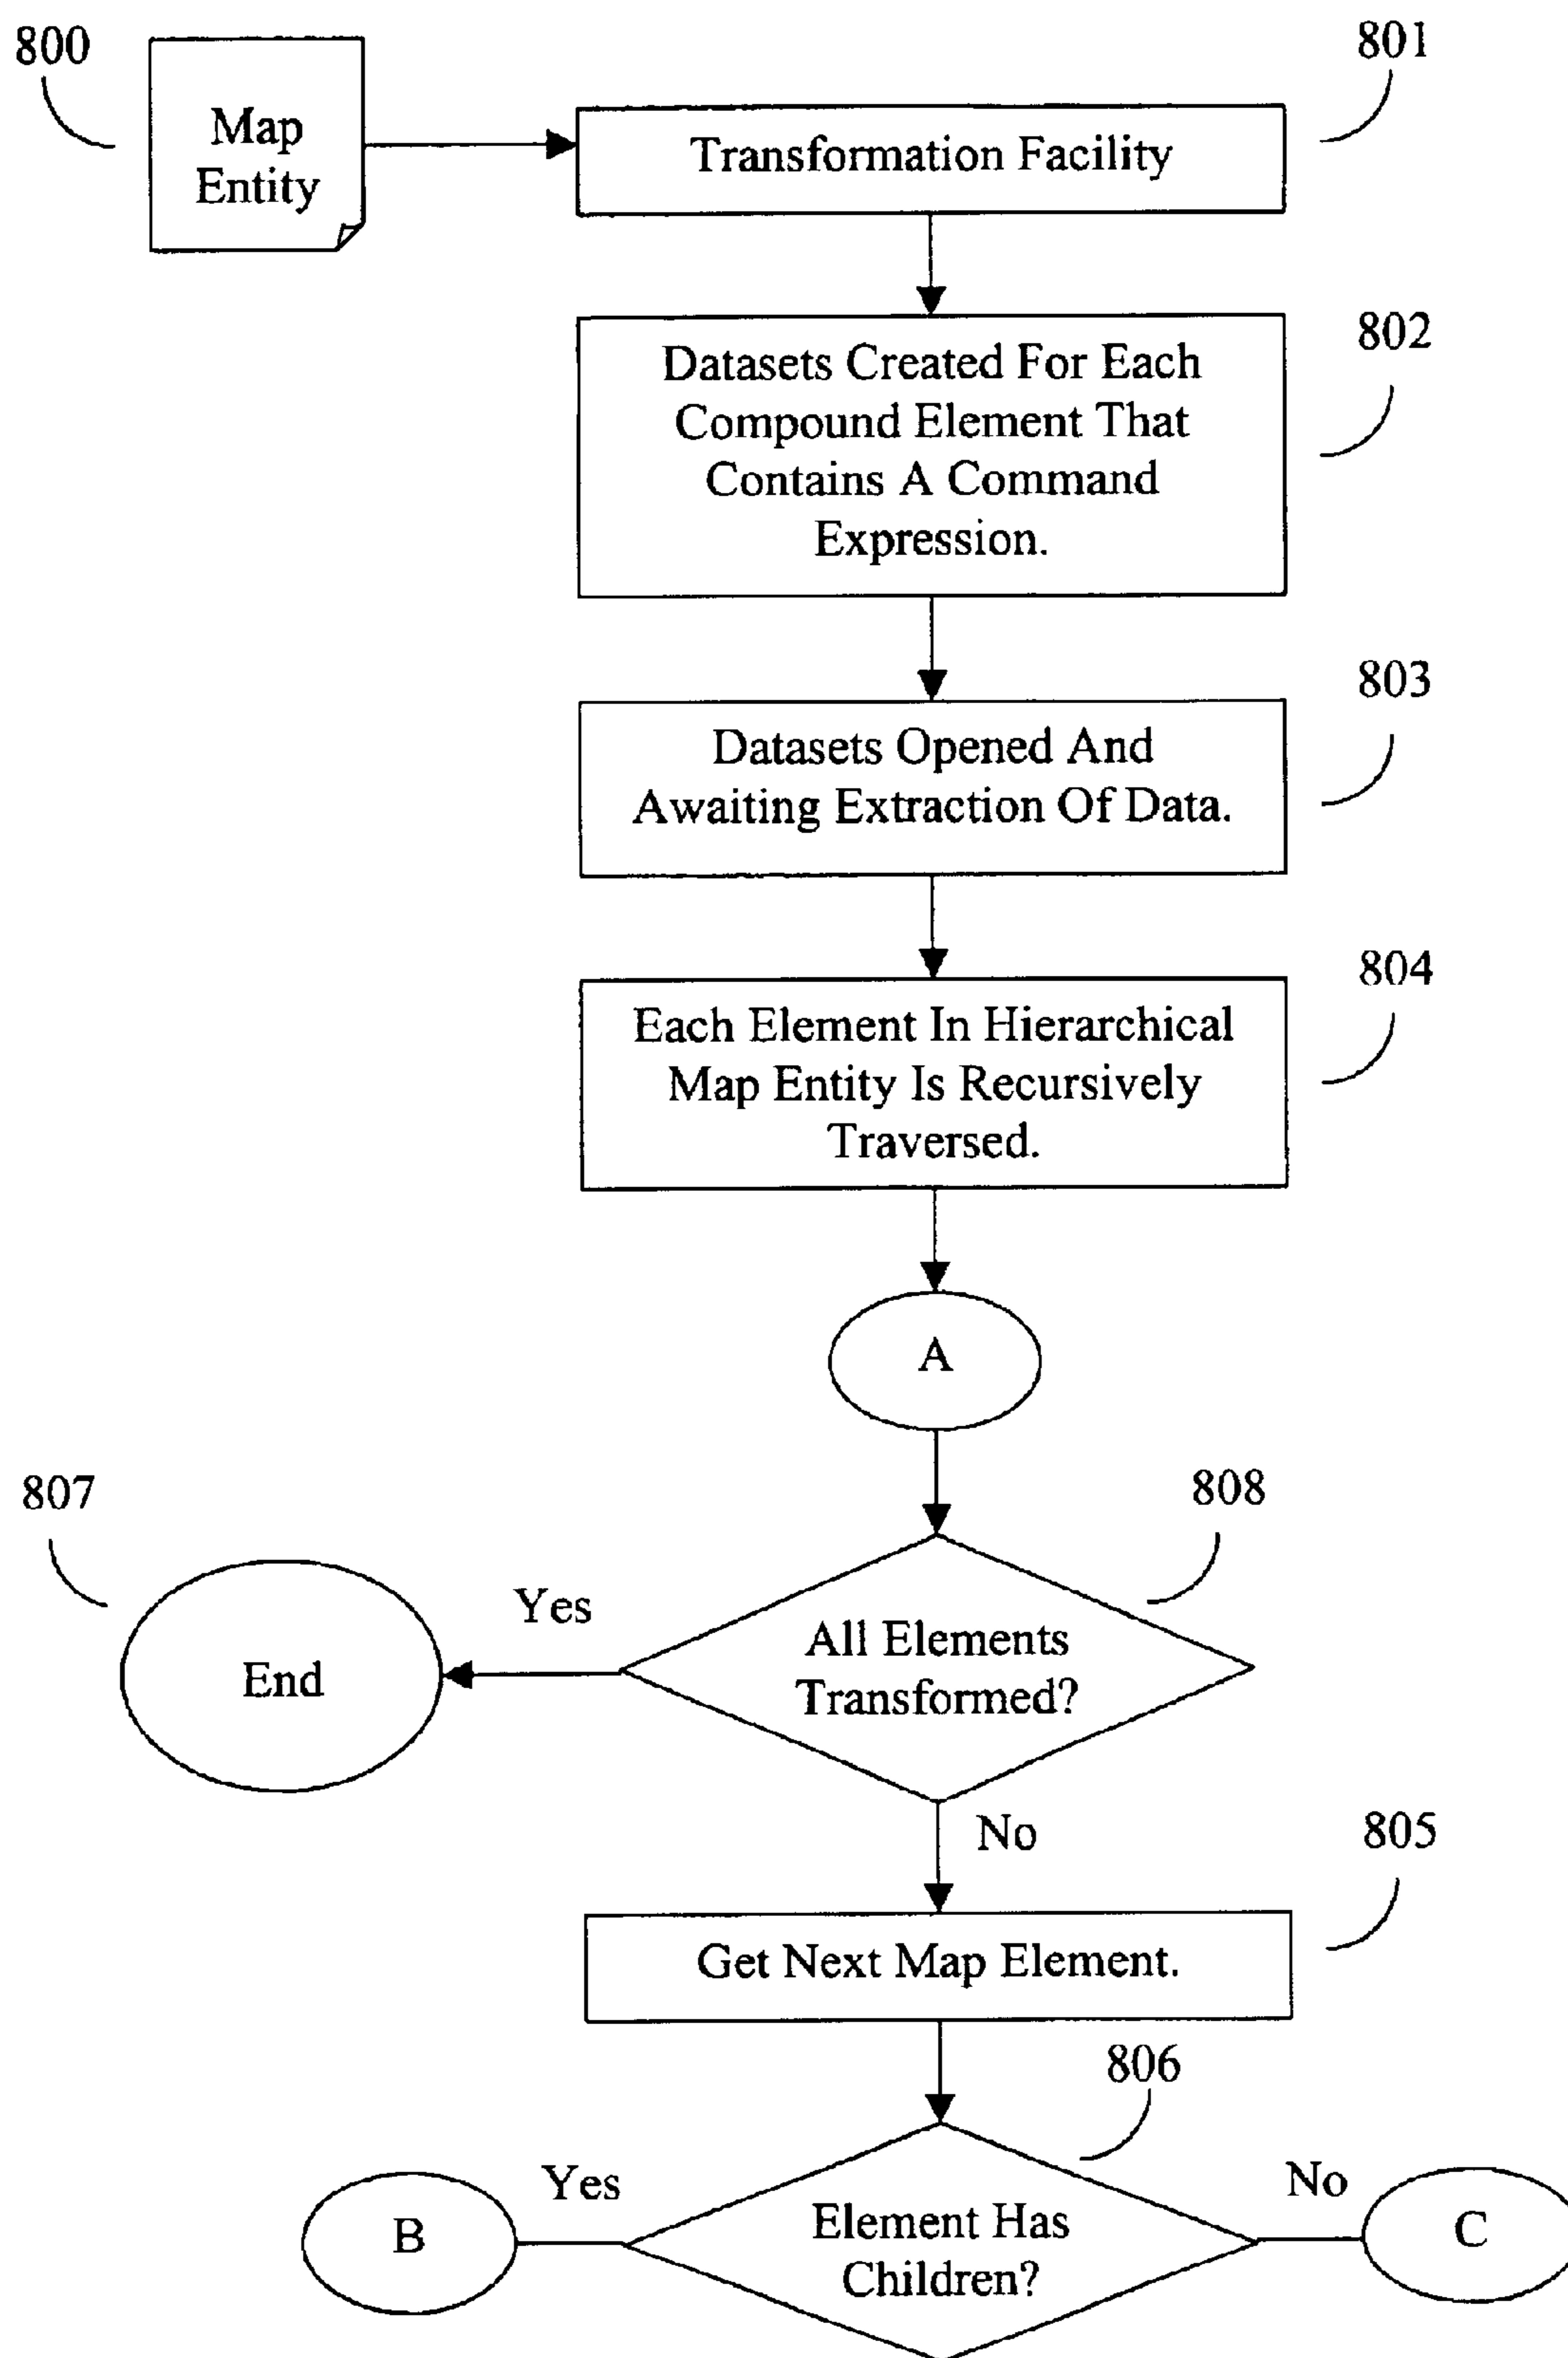 800
801
Map
Entity
Transformation Facility
802
Datasets Created For Each
Compound Element That
Contains A Command
Expression.
803
Datasets Opened And
Awaiting Extraction Of Data.
804
Each Element In Hierarchical
Map Entity Is Recursively
Traversed.
A
807
808
Yes
End
All Elements
Transformed?
No
805
Get Next Map Element.
806
Yes
No
B
Element Has
Children?
C